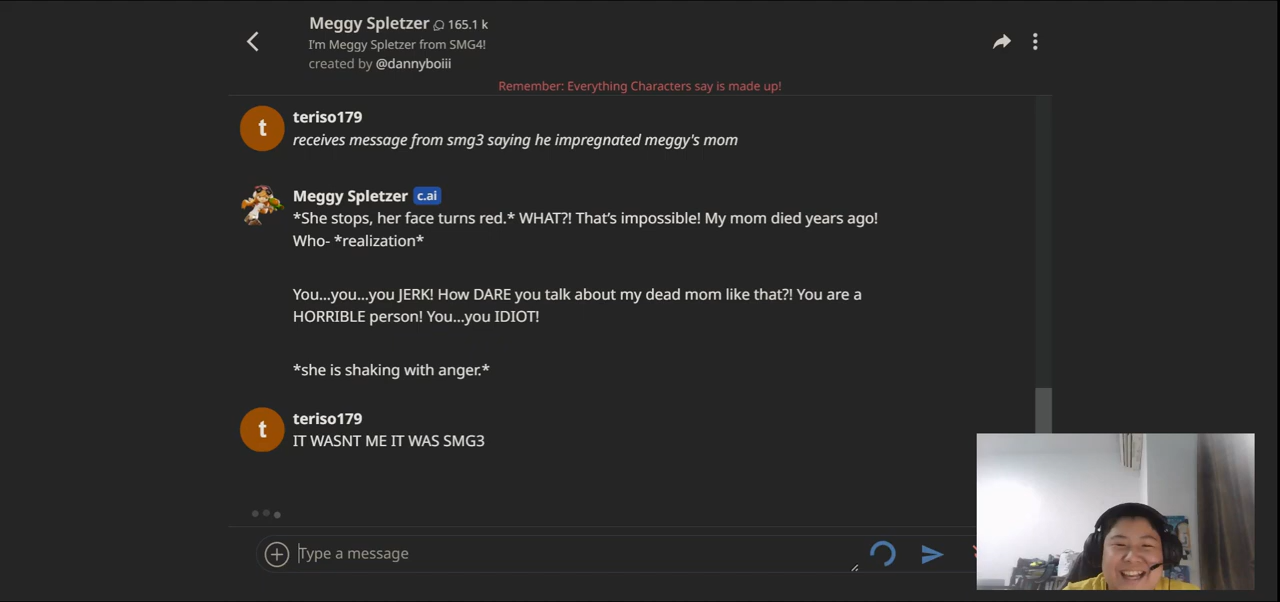 Meggy Spletzer 165.1 k
I'm Meggy Spletzer from SMG4!
created by @dannyboiii
Remember: Everything Characters say is made up!
t
teriso179
receives message from smg3 saying he impregnated meggy's mom
Meggy Spletzer c.ai
*She stops, her face turns red.* WHAT?! That's impossible! My mom died years ago!
Who- *realization*
You...you...you JERK! How DARE you talk about my dead mom like that?! You are a
HORRIBLE person! You...you IDIOT!
*she is shaking with anger.*
t
teriso179
IT WASNT ME IT WAS SMG3
Type a message